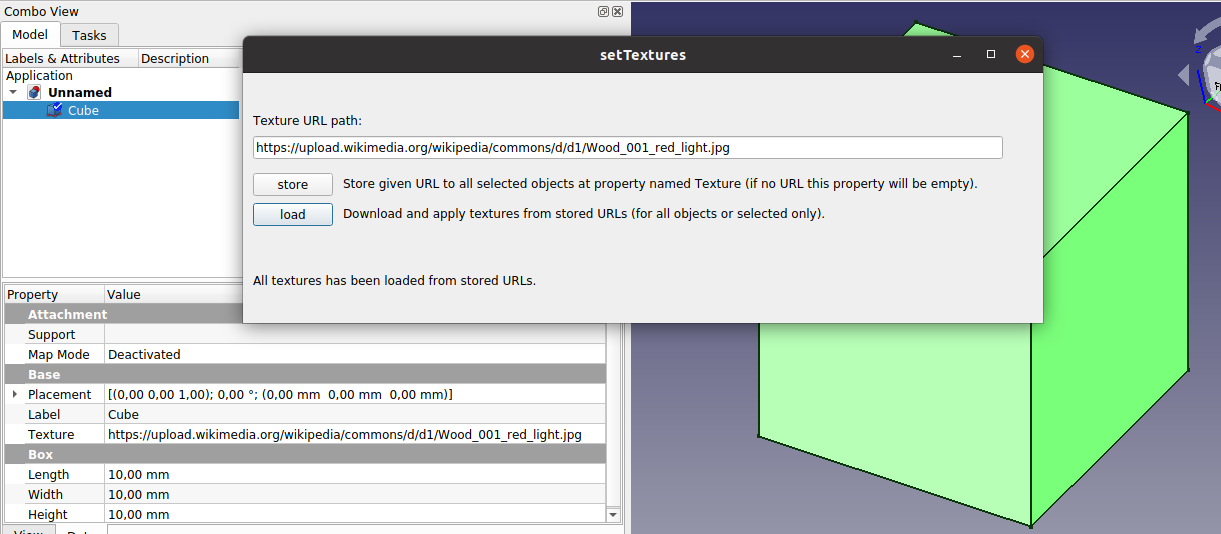 Combo View
Model Tasks
Labels & Attributes Description
Application
Unnamed
Cube
setTextures
Texture URL path:
https://upload.wikimedia.org/wikipedia/commons/d/d1/Wood_001_red_light.jpg
store Store given URL to all selected objects at property named Texture (if no URL this property will be empty).
load Download and apply textures from stored URLs (for all objects or selected only).
All textures has been loaded from stored URLs.
Property Value
Attachment
Support
Map Mode Deactivated
Base
Placement [(0,00 0,00 1,00); 0,00 °; (0,00 mm 0,00 mm 0,00 mm)]
Label Cube
Texture https://upload.wikimedia.org/wikipedia/commons/d/d1/Wood_001_red_light.jpg
Box
Length 10,00 mm
Width 10,00 mm
Height 10,00 mm
View Data
Z